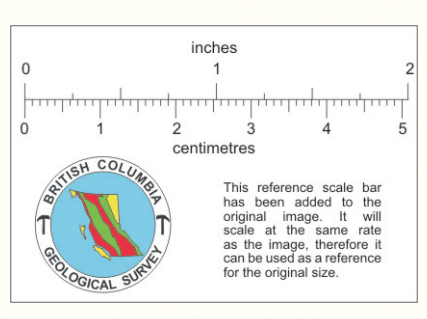 inches
0 1 2
0 1 2 3 4 5
centimetres
BRITISH COLUMBIA
GEOLOGICAL SURVEY
This reference scale bar
has been added to the
original image. It will
scale at the same rate
as the image, therefore it
can be used as a reference
for the original size.